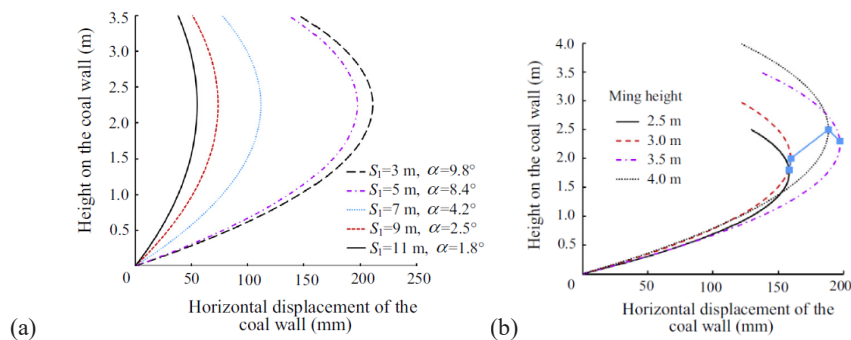 3.5
3.0
2.5
2.0
1.5
1.0
0.5
0
50
100
150
200
250
Height on the coal wall (m)
S1=3 m, α=9.8°
S1=5 m, α=8.4°
S1=7 m, α=4.2°
S1=9 m, α=2.5°
S1=11 m, α=1.8°
Horizontal displacement of the
coal wall (mm)
(a)
4.0
3.5
3.0
2.5
2.0
1.5
1.0
0.5
0
50
100
150
200
Height on the coal wall (m)
Ming height
2.5 m
3.0 m
3.5 m
4.0 m
Horizontal displacement of the
coal wall (mm)
(b)